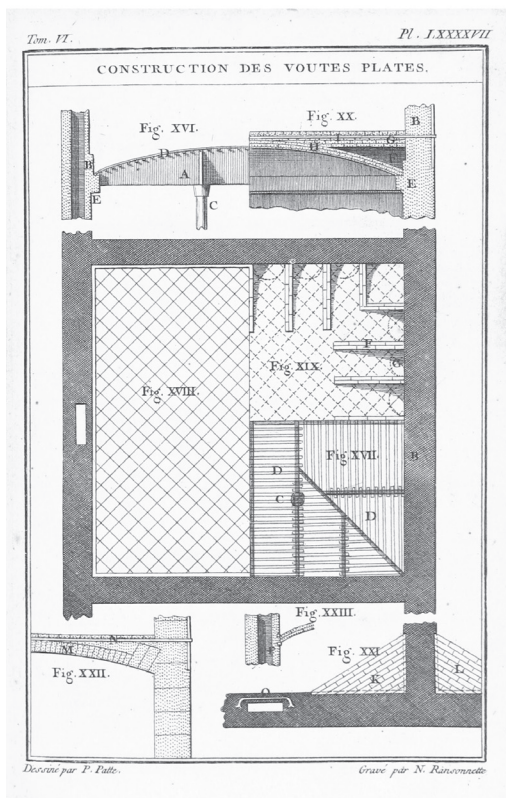 Tom. VI.
Pl. LXXXXVII
CONSTRUCTION DES VOUTES PLATES.
Fig. XVI.
Fig. XX.
B
D
I
G
H
B
A
F
E
E
C
Fig. XVIII.
Fig. XIX.
F
G
Fig. XVII.
B
D
C
D
Fig. XXIII.
N
M
Fig. XXII.
Fig. XXI.
K
L
O
Dessiné par P. Patte.
Gravé par N. Ransonnette